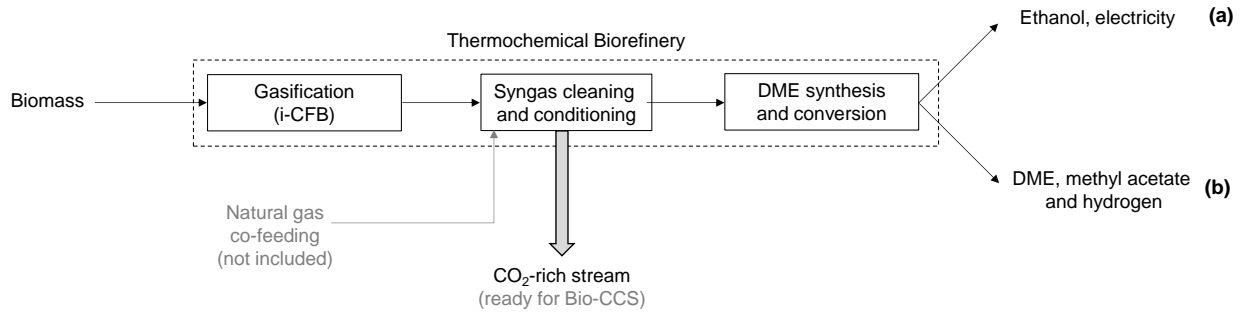 Ethanol, electricity (a)
Thermochemical Biorefinery
Biomass
Gasification
(i-CFB)
Syngas cleaning
and conditioning
DME synthesis
and conversion
DME, methyl acetate
and hydrogen
(b)
Natural gas
co-feeding
(not included)
CO₂-rich stream
(ready for Bio-CCS)